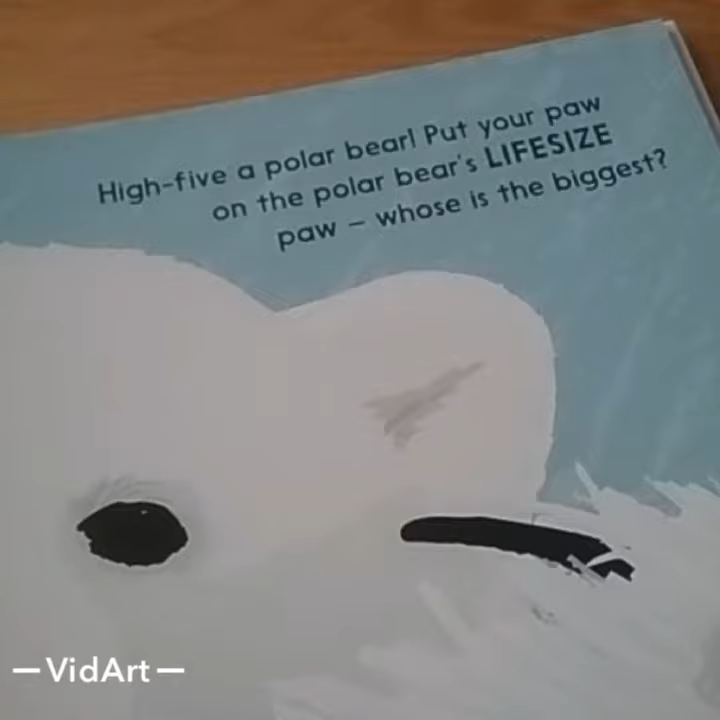 High-five a polar bear! Put your paw
on the polar bear's LIFESIZE
paw – whose is the biggest?
—VidArt—